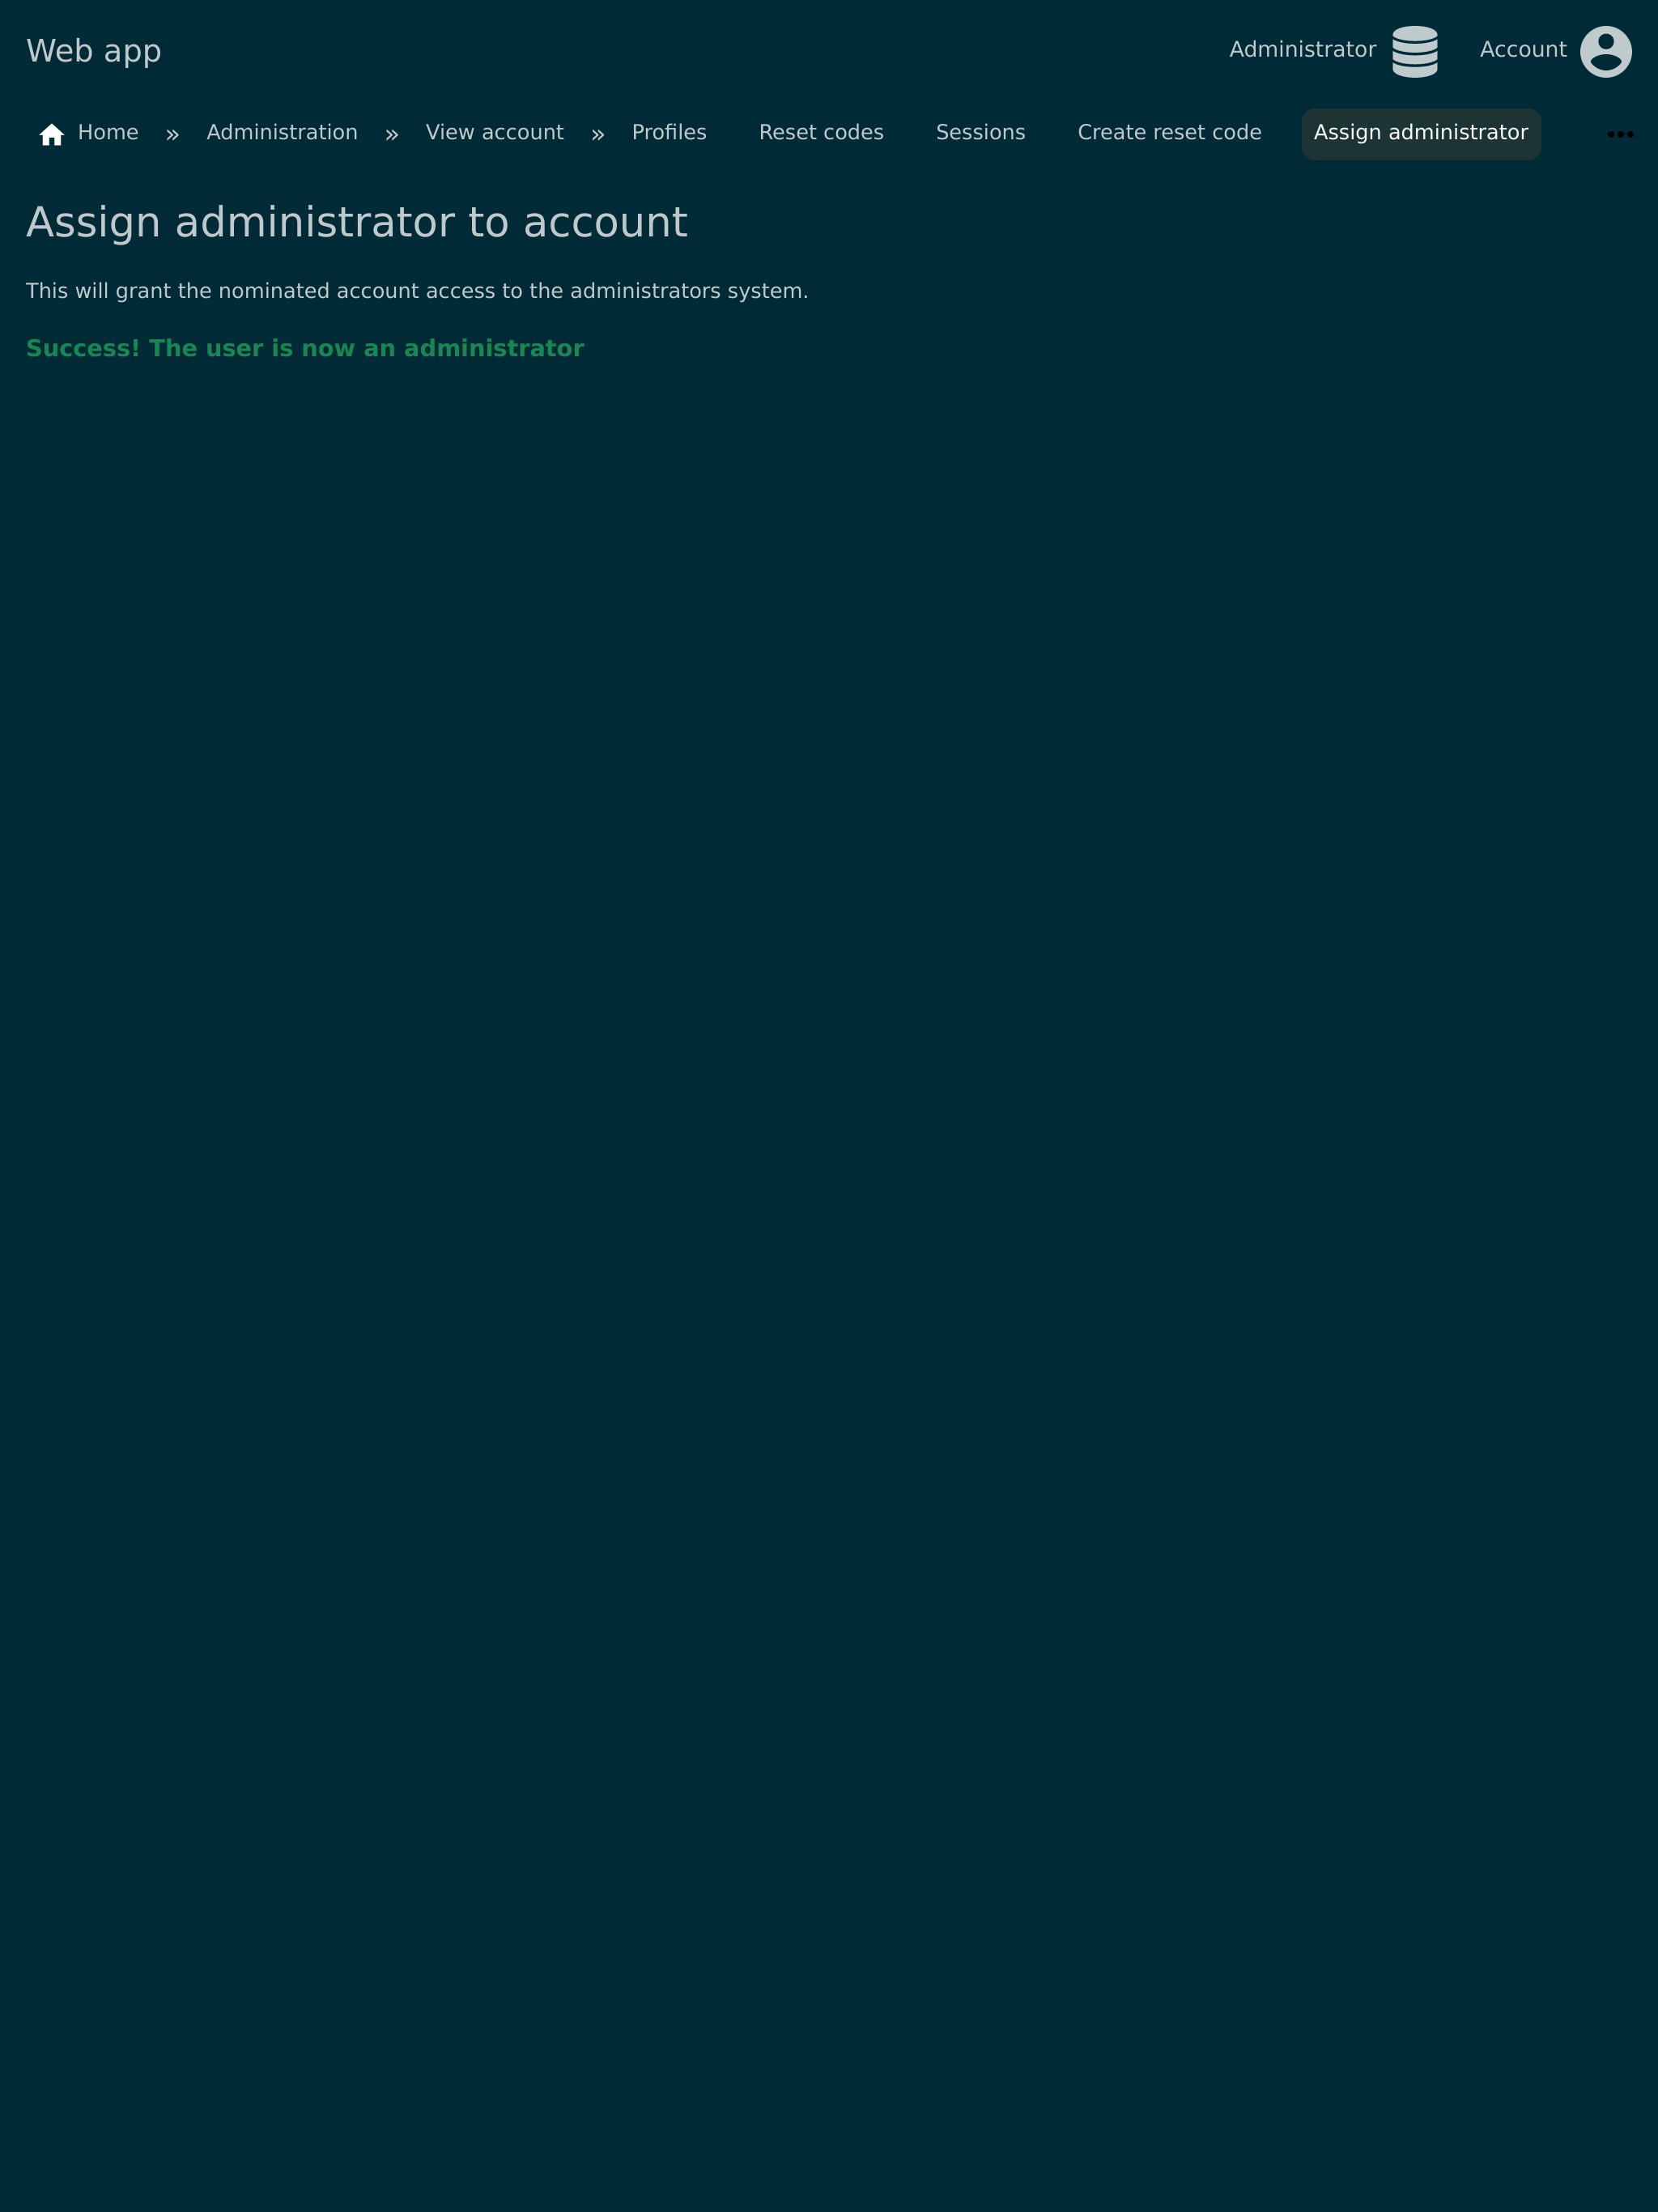 Web app
Administrator Account
Home » Administration » View account » Profiles Reset codes Sessions Create reset code Assign administrator •••
Assign administrator to account
This will grant the nominated account access to the administrators system.
Success! The user is now an administrator